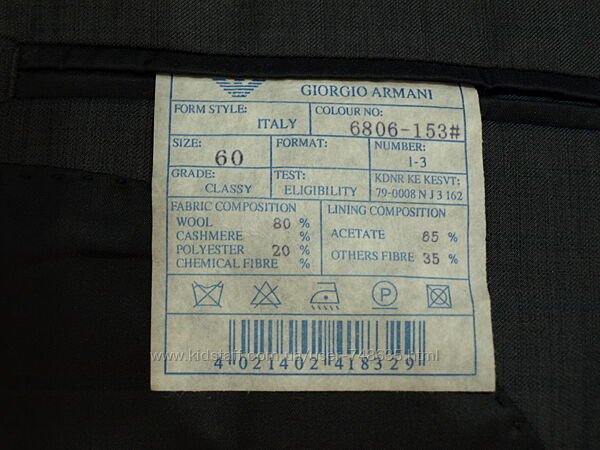 GIORGIO ARMANI
FORM STYLE: ITALY
COLOUR NO: 6806-153#
SIZE: 60
FORMAT:
NUMBER: 1-3
GRADE: CLASSY
TEST: ELIGIBILITY
KDNR KE KESVT: 79-0008 N J 3 162
FABRIC COMPOSITION
WOOL 80 %
CASHMERE %
POLYESTER 20 %
CHEMICAL FIBRE %
LINING COMPOSITION
ACETATE 65 %
OTHERS FIBRE 35 %
P
4 021402 418329